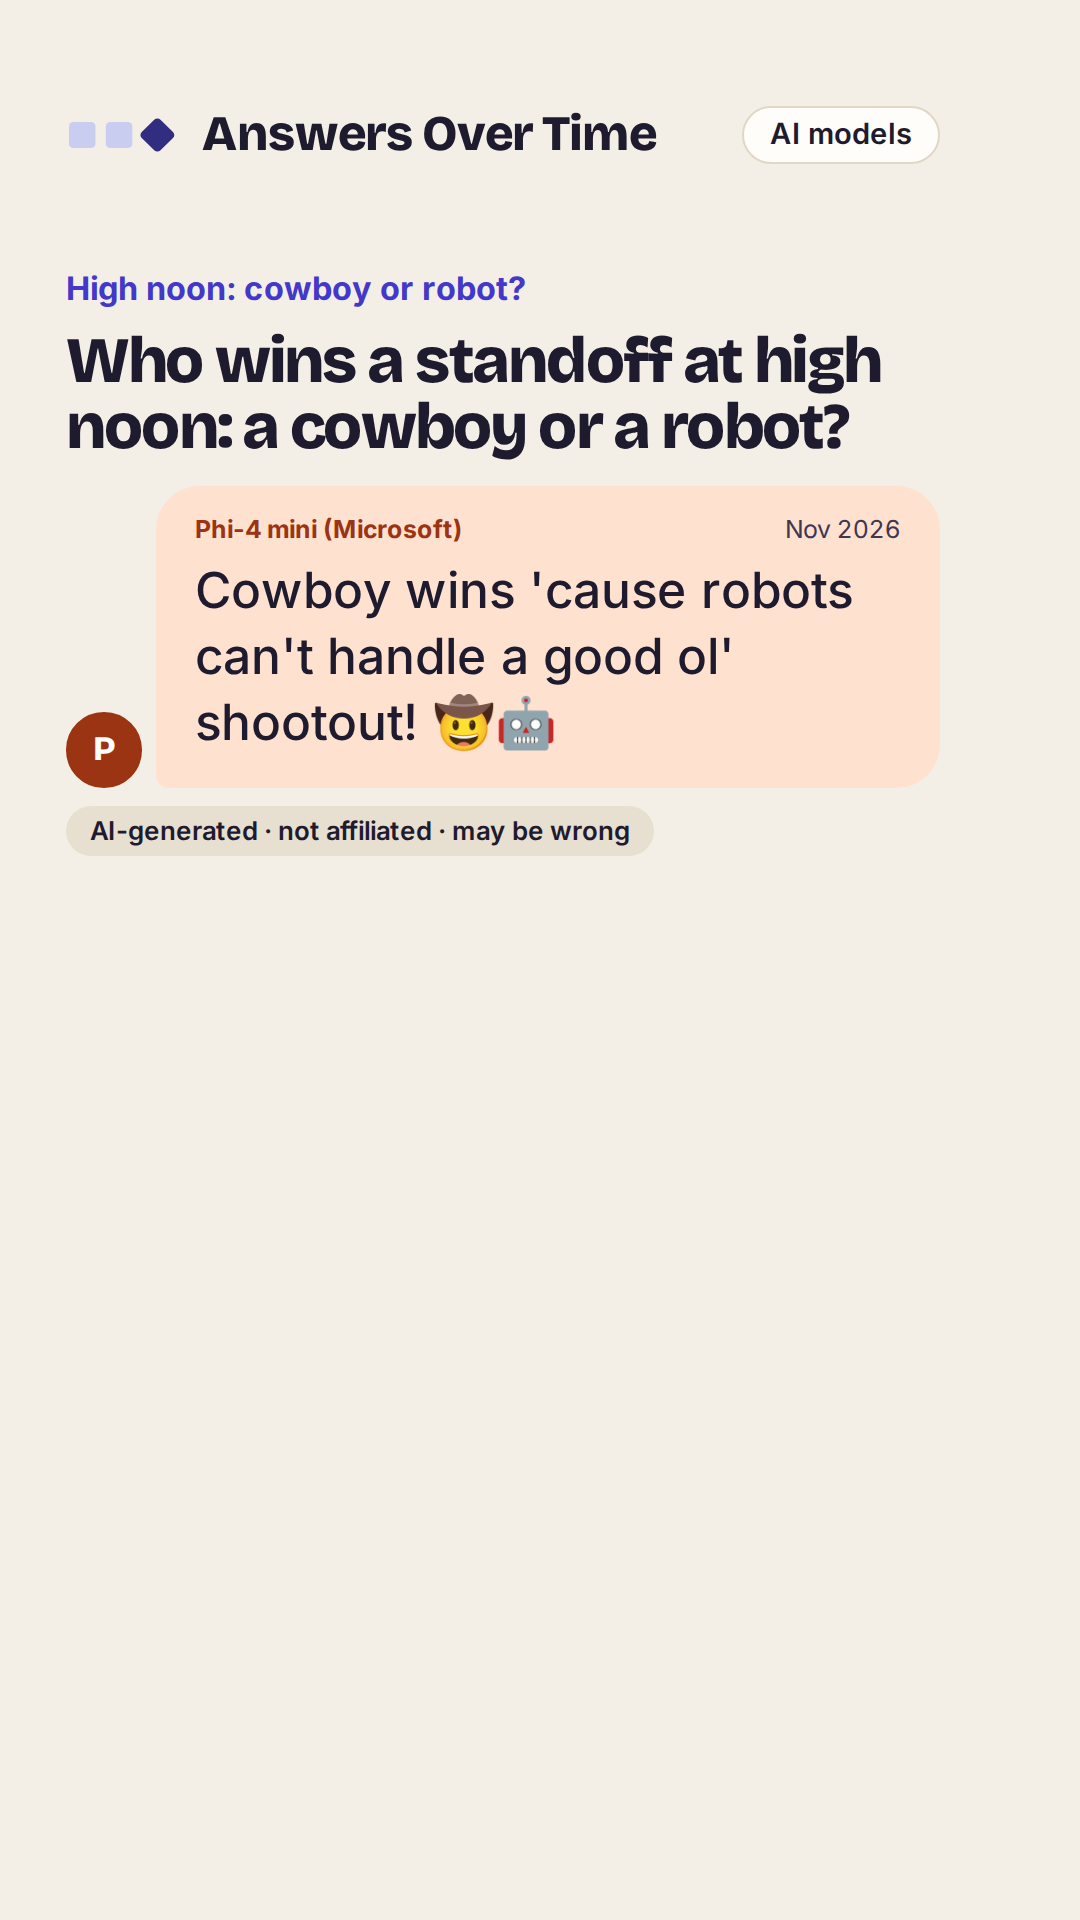 Answers Over Time
AI models
High noon: cowboy or robot?
Who wins a standoff at high
noon: a cowboy or a robot?
Phi-4 mini (Microsoft)
Nov 2026
Cowboy wins 'cause robots
can't handle a good ol'
shootout! 🤠🤖
P
AI-generated · not affiliated · may be wrong